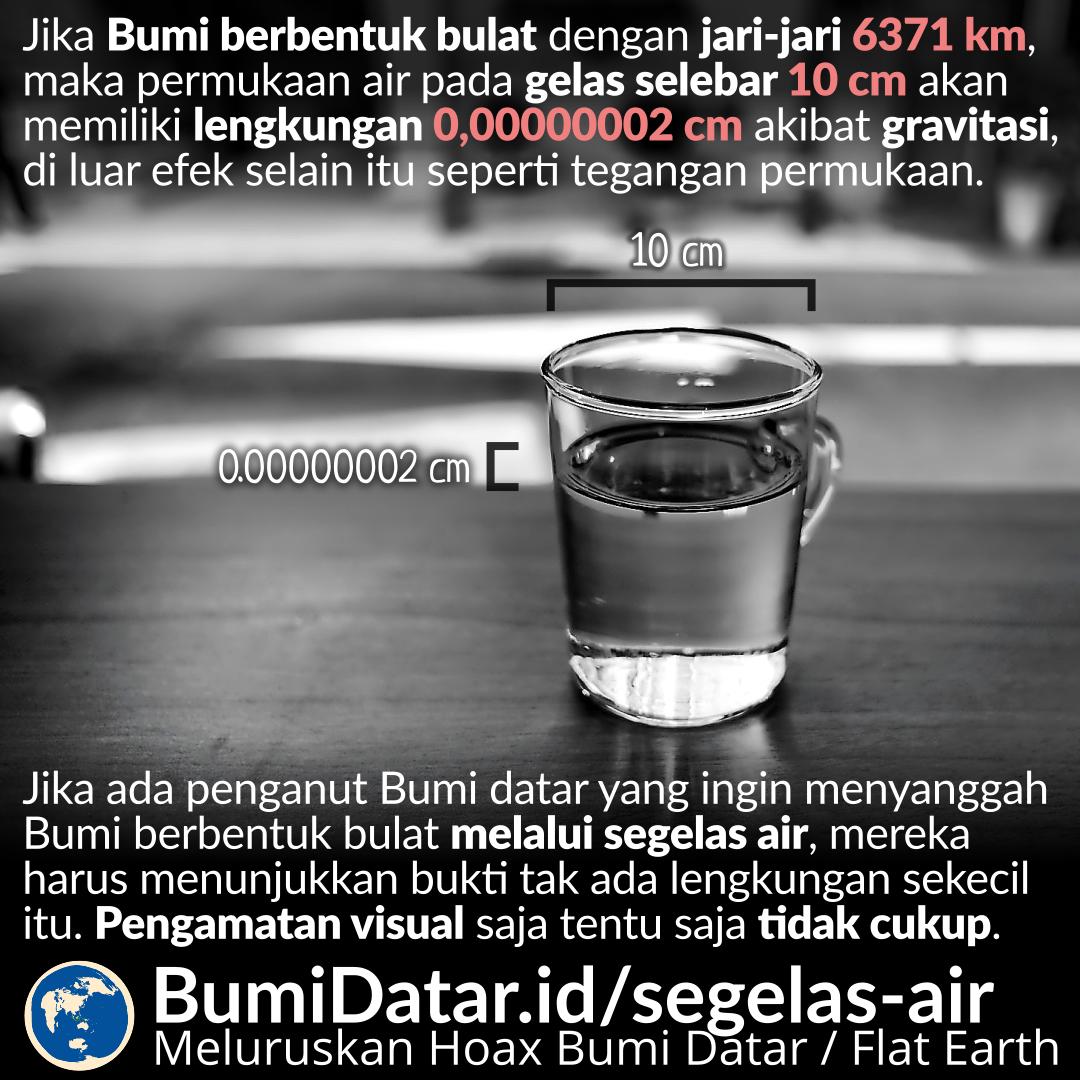 Jika Bumi berbentuk bulat dengan jari-jari 6371 km,
maka permukaan air pada gelas selebar 10 cm akan
memiliki lengkungan 0,00000002 cm akibat gravitasi,
di luar efek selain itu seperti tegangan permukaan.
10 cm
0.00000002 cm
Jika ada penganut Bumi datar yang ingin menyanggah
Bumi berbentuk bulat melalui segelas air, mereka
harus menunjukkan bukti tak ada lengkungan sekecil
itu. Pengamatan visual saja tentu saja tidak cukup.
BumiDatar.id/segelas-air
Meluruskan Hoax Bumi Datar / Flat Earth